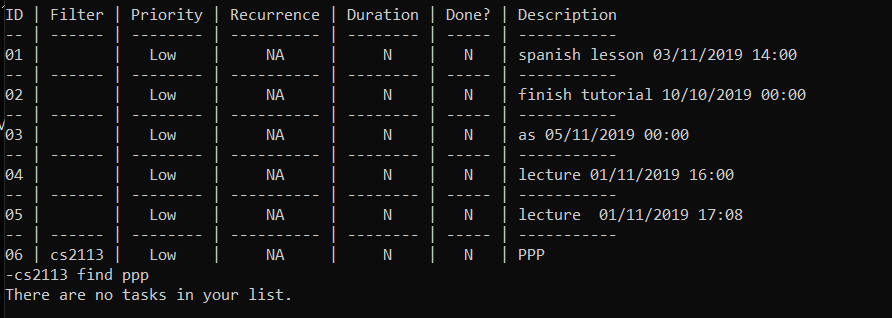 ID | Filter | Priority | Recurrence | Duration | Done? | Description
-- | ------ | -------- | ---------- | -------- | ----- | -----------
01 |        |   Low    |     NA     |    N     |   N   | spanish lesson 03/11/2019 14:00
-- | ------ | -------- | ---------- | -------- | ----- | -----------
02 |        |   Low    |     NA     |    N     |   N   | finish tutorial 10/10/2019 00:00
-- | ------ | -------- | ---------- | -------- | ----- | -----------
03 |        |   Low    |     NA     |    N     |   N   | as 05/11/2019 00:00
-- | ------ | -------- | ---------- | -------- | ----- | -----------
04 |        |   Low    |     NA     |    N     |   N   | lecture 01/11/2019 16:00
-- | ------ | -------- | ---------- | -------- | ----- | -----------
05 |        |   Low    |     NA     |    N     |   N   | lecture  01/11/2019 17:08
-- | ------ | -------- | ---------- | -------- | ----- | -----------
06 | cs2113 |   Low    |     NA     |    N     |   N   | PPP
-cs2113 find ppp
There are no tasks in your list.